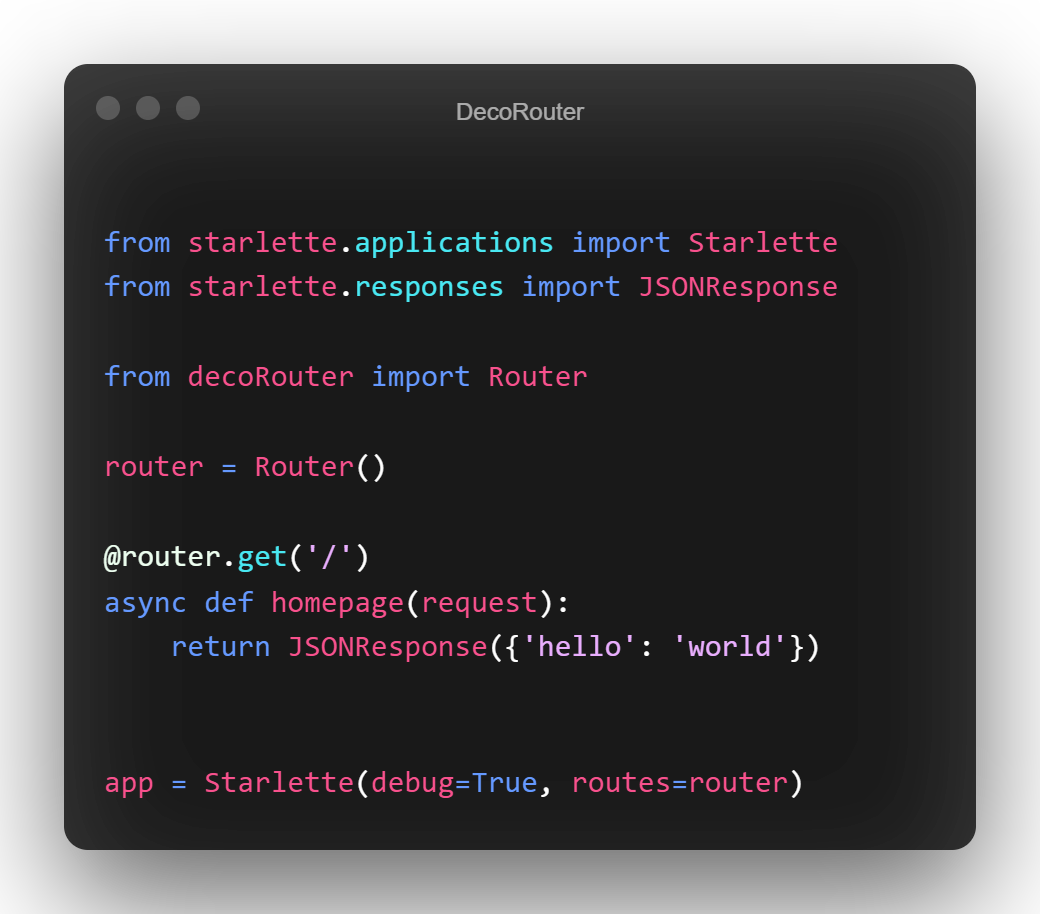 DecoRouter
from starlette.applications import Starlette
from starlette.responses import JSONResponse
from decoRouter import Router
router = Router()
@router.get('/')
async def homepage(request):
    return JSONResponse({'hello': 'world'})
app = Starlette(debug=True, routes=router)